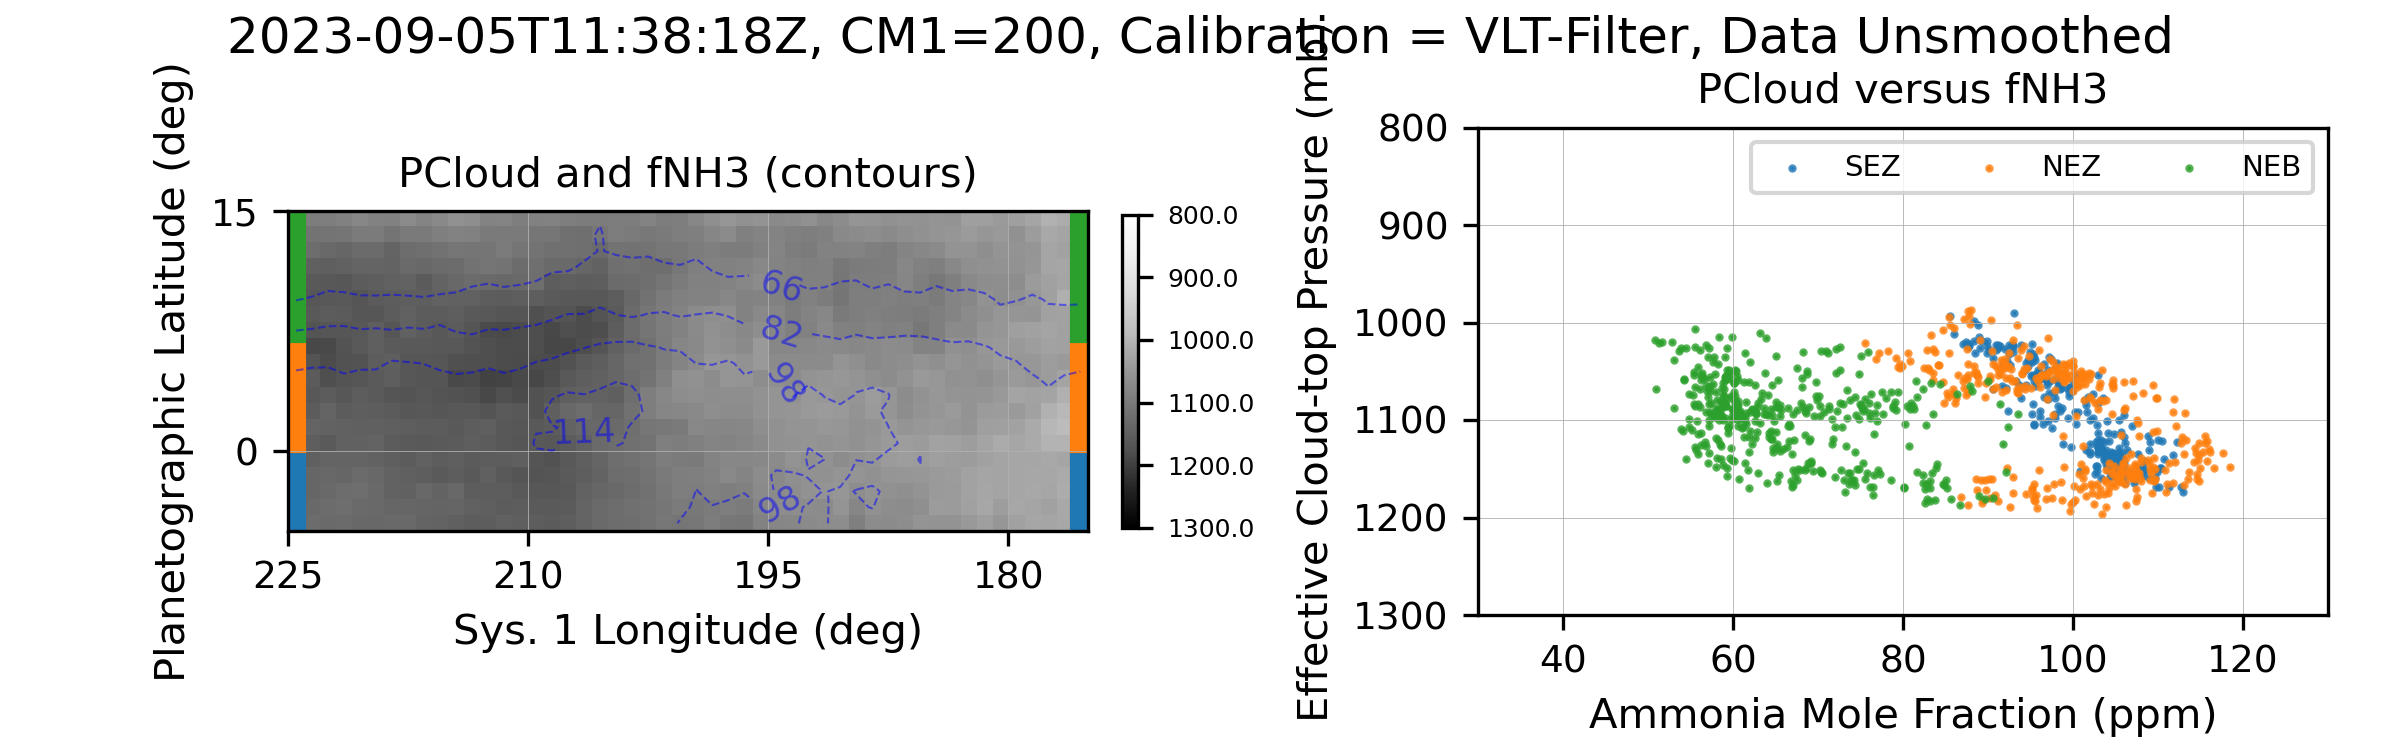 2023-09-05T11:38:18Z, CM1=200, Calibration = VLT-Filter, Data Unsmoothed
PCloud and fNH3 (contours)
Planetographic Latitude (deg)
15
0
225 210 195 180
Sys. 1 Longitude (deg)
66
82
98
114
98
800.0
900.0
1000.0
1100.0
1200.0
1300.0
PCloud versus fNH3
Effective Cloud-top Pressure (mb)
800
900
1000
1100
1200
1300
SEZ NEZ NEB
40 60 80 100 120
Ammonia Mole Fraction (ppm)